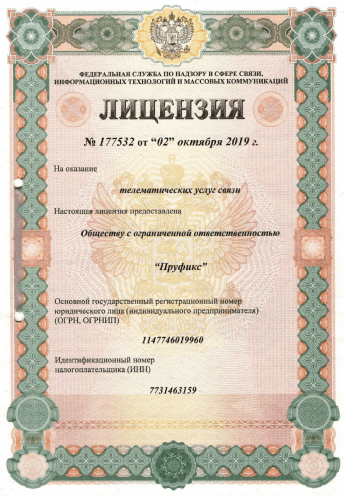 ФЕДЕРАЛЬНАЯ СЛУЖБА ПО НАДЗОРУ В СФЕРЕ СВЯЗИ,
ИНФОРМАЦИОННЫХ ТЕХНОЛОГИЙ И МАССОВЫХ КОММУНИКАЦИЙ
ЛИЦЕНЗИЯ
№ 177532 от “02” октября 2019 г.
На оказание
телематических услуг связи
Настоящая лицензия предоставлена
Обществу с ограниченной ответственностью
“Пруфикс”
Основной государственный регистрационный номер
юридического лица (индивидуального предпринимателя)
(ОГРН, ОГРНИП)
1147746019960
Идентификационный номер
налогоплательщика (ИНН)
7731463159